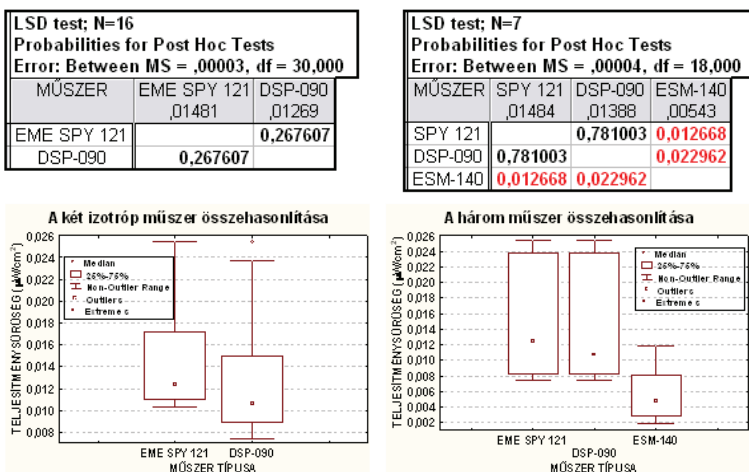 LSD test; N=16
Probabilities for Post Hoc Tests
Error: Between MS = ,00003, df = 30,000
MŰSZER EME SPY 121 DSP-090
,01481 ,01269
EME SPY 121 0,267607
DSP-090 0,267607
LSD test; N=7
Probabilities for Post Hoc Tests
Error: Between MS = ,00004, df = 18,000
MŰSZER SPY 121 DSP-090 ESM-140
,01484 ,01388 ,00543
SPY 121 0,781003 0,012668
DSP-090 0,781003 0,022962
ESM-140 0,012668 0,022962
A két izotróp műszer összehasonlítása
TELJESÍTMÉNYSŰRŰSÉG (µW/cm²)
0,026
0,024
0,022
0,020
0,018
0,016
0,014
0,012
0,010
0,008
Median
25%-75%
Non-Outlier Range
Outliers
Extremes
EME SPY 121 DSP-090
MŰSZER TÍPUSA
A három műszer összehasonlítása
TELJESÍTMÉNYSŰRŰSÉG (µW/cm²)
0,026
0,024
0,022
0,020
0,018
0,016
0,014
0,012
0,010
0,008
0,006
0,004
0,002
Median
25%-75%
Non-Outlier Range
Outliers
Extremes
EME SPY 121 DSP-090 ESM-140
MŰSZER TÍPUSA